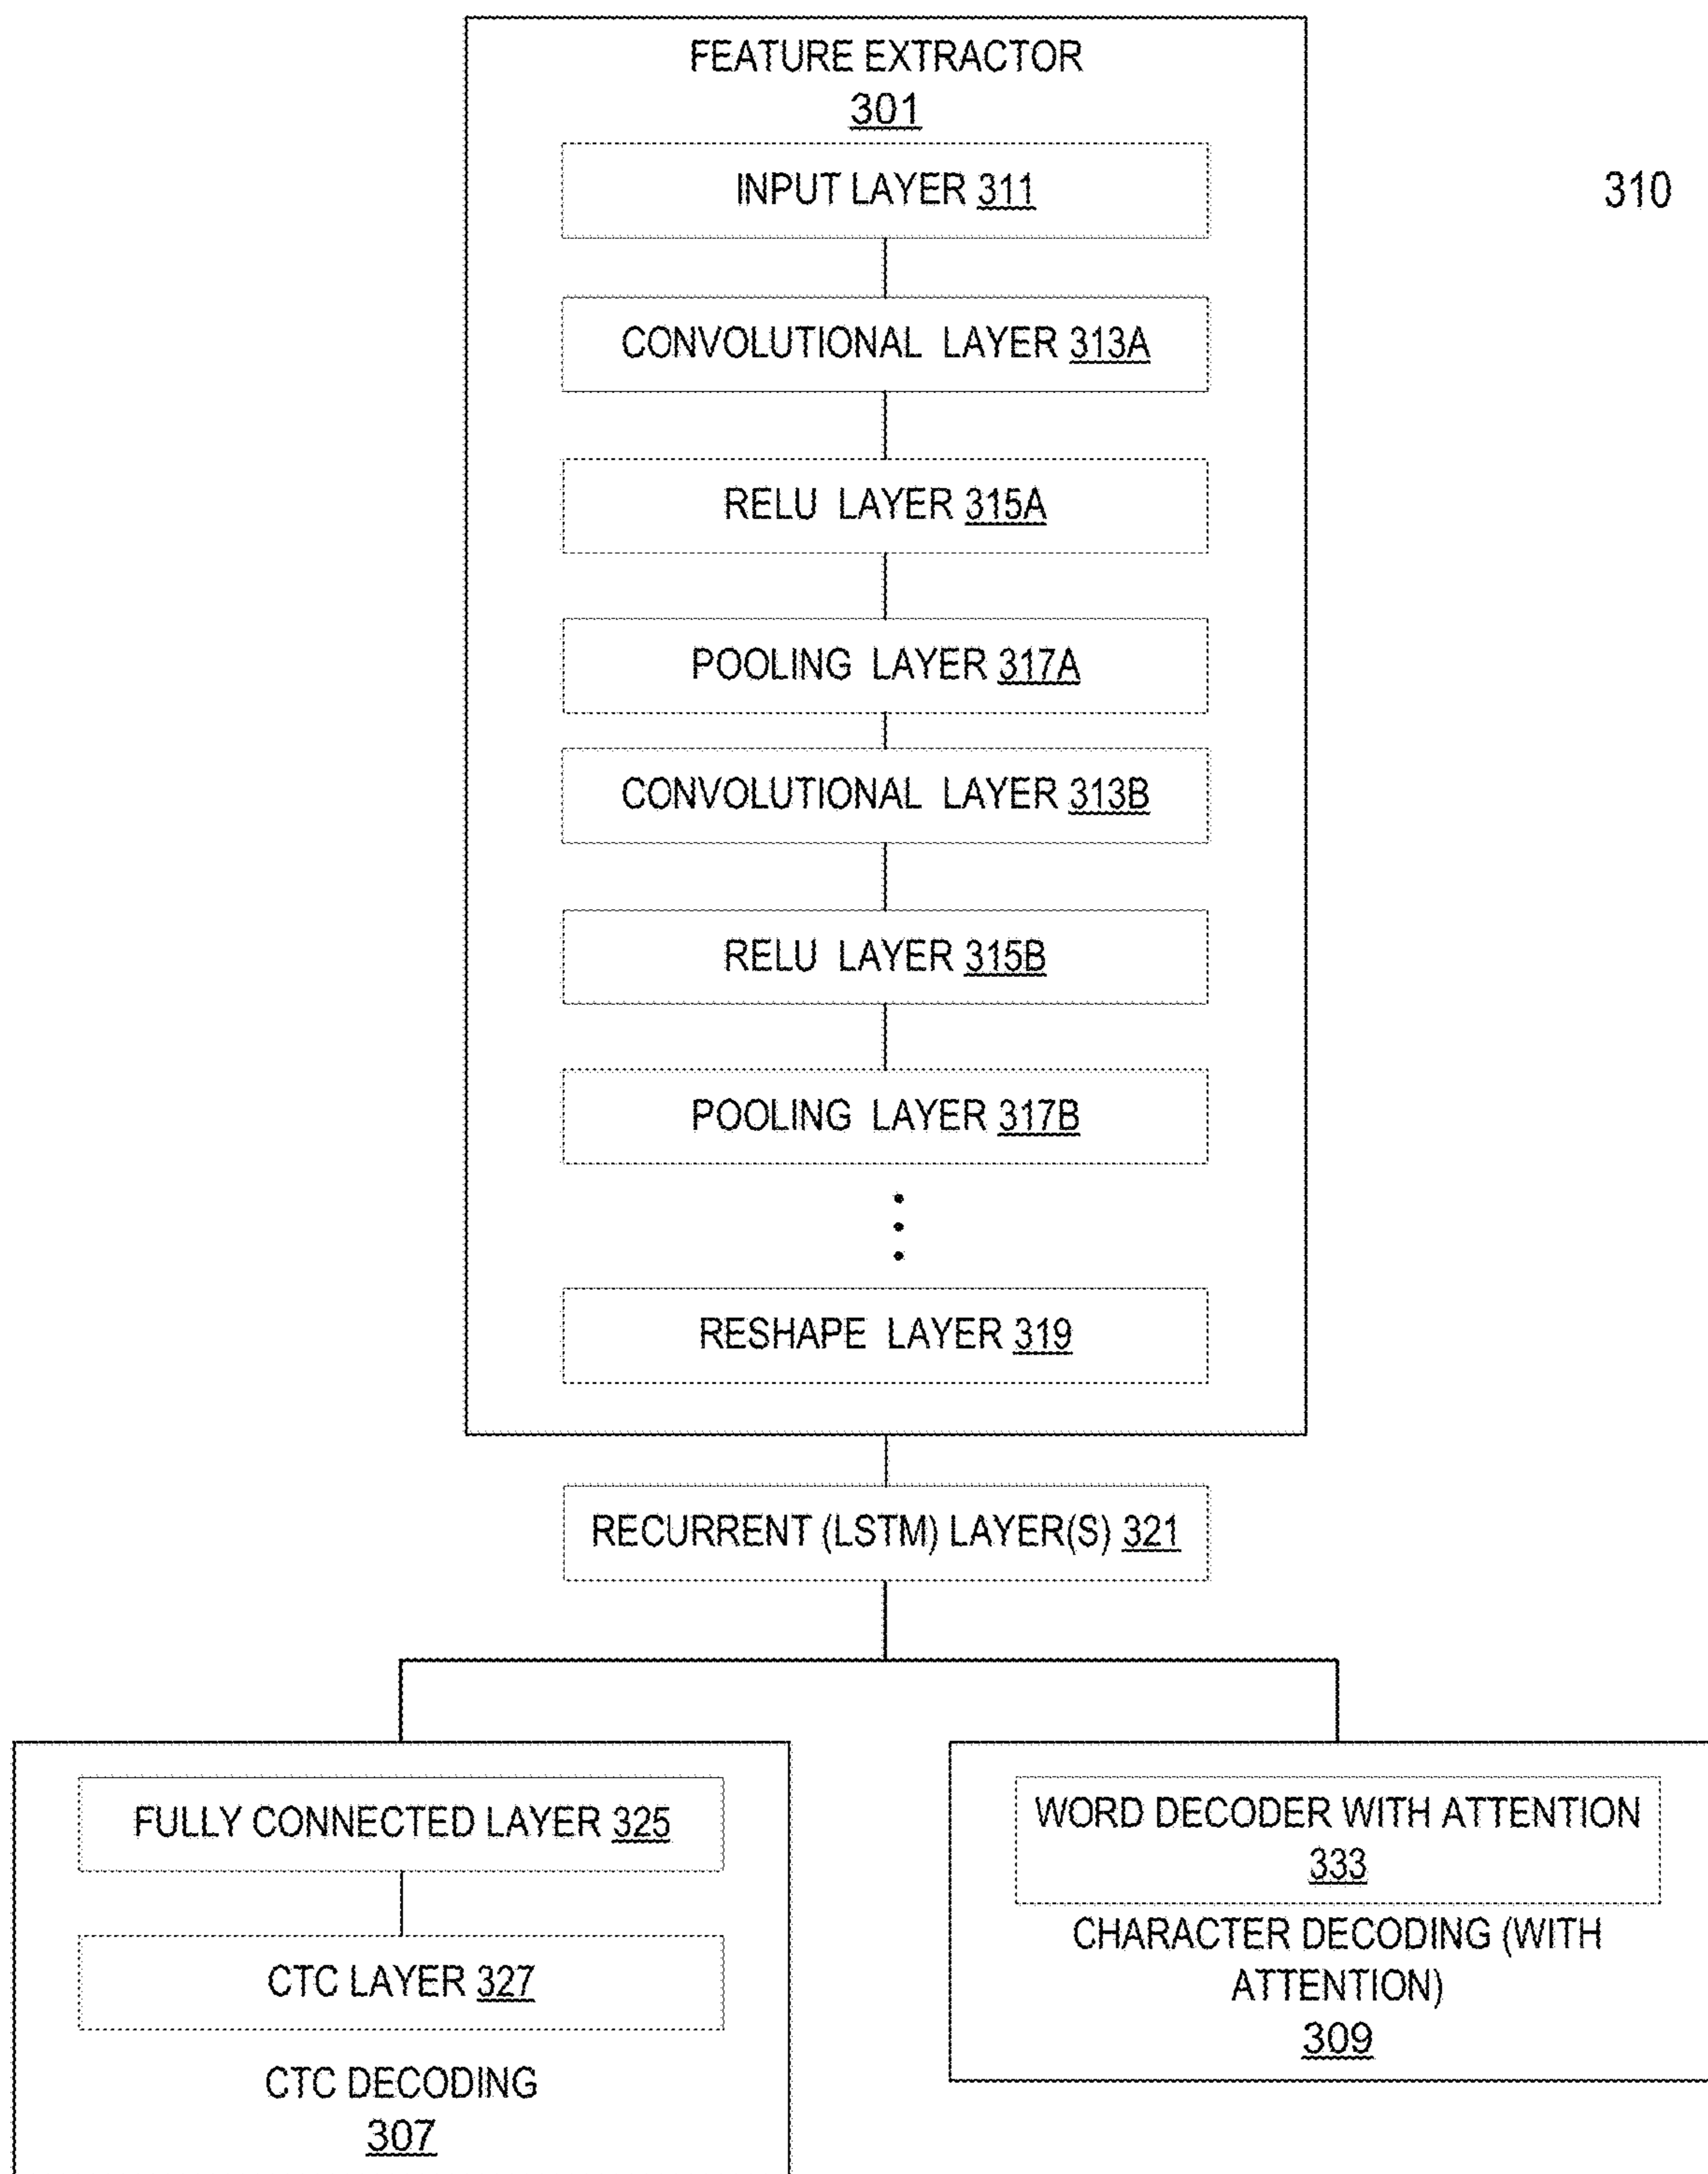 FEATURE EXTRACTOR
301
INPUT LAYER 311
310
CONVOLUTIONAL LAYER 313A
RELU LAYER 315A
POOLING LAYER 317A
CONVOLUTIONAL LAYER 313B
RELU LAYER 315B
POOLING LAYER 317B
RESHAPE LAYER 319
RECURRENT (LSTM) LAYER(S) 321
FULLY CONNECTED LAYER 325
CTC LAYER 327
CTC DECODING
307
WORD DECODER WITH ATTENTION
333
CHARACTER DECODING (WITH
ATTENTION)
309